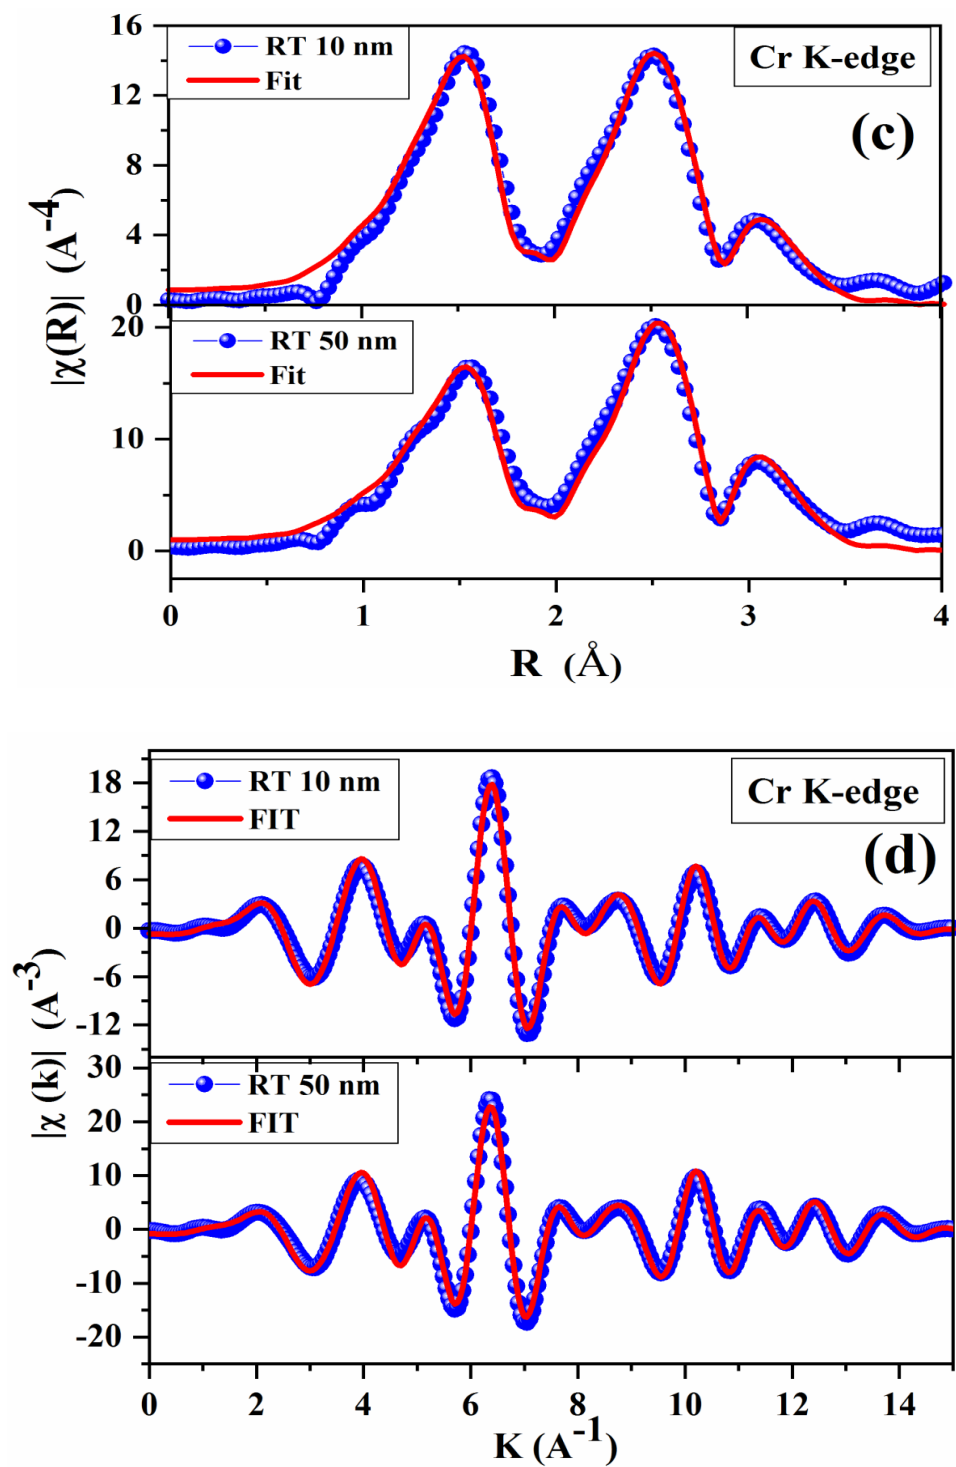 RT 10 nm
Fit
Cr K-edge
(c)
16
12
8
4
0
|χ(R)| (A⁻⁴)
RT 50 nm
Fit
20
10
0
0 1 2 3 4
R (Å)
RT 10 nm
FIT
Cr K-edge
(d)
18
12
6
0
-6
-12
|χ (k)| (A⁻³)
RT 50 nm
FIT
30
20
10
0
-10
-20
0 2 4 6 8 10 12 14
K (A⁻¹)